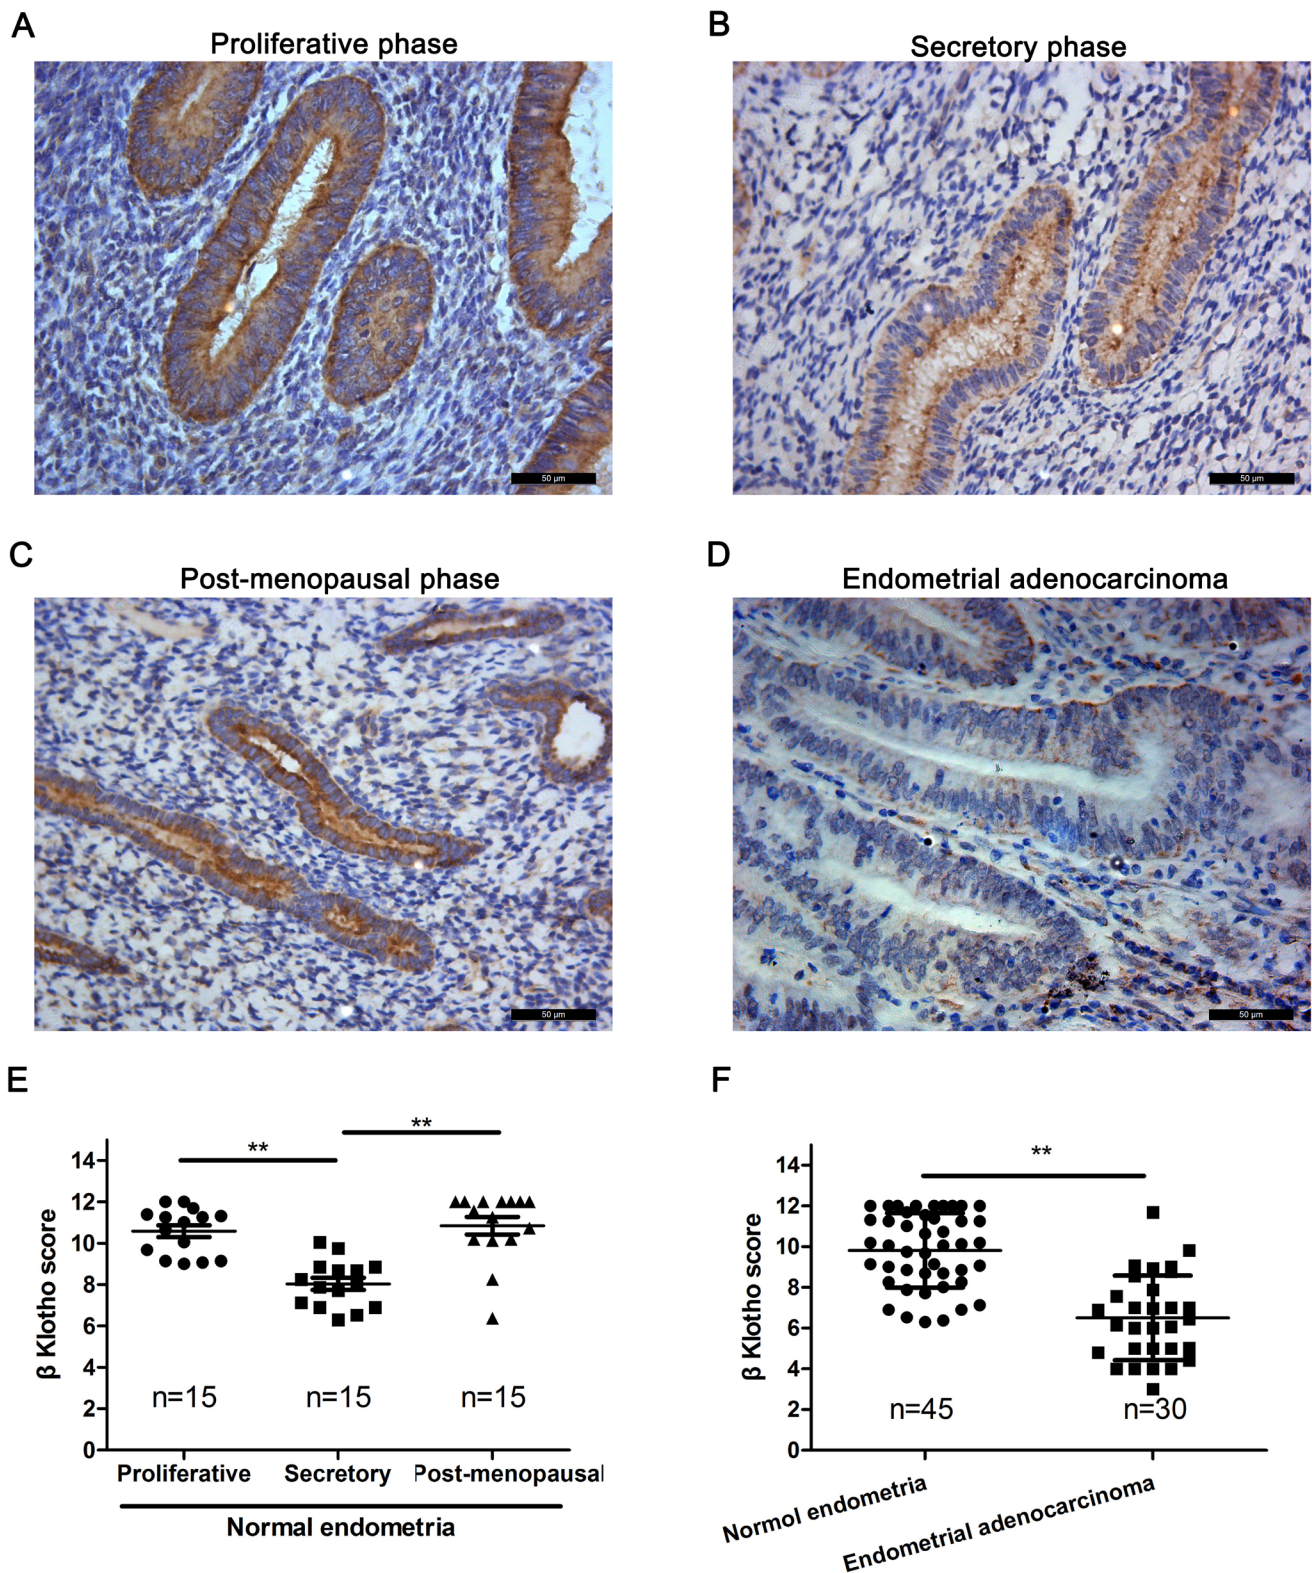 A
Proliferative phase
50 µm
B
Secretory phase
50 µm
C
Post-menopausal phase
50 µm
D
Endometrial adenocarcinoma
50 µm
E
β Klotho score
14
12
10
8
6
4
2
0
**
**
n=15
n=15
n=15
Proliferative
Secretory
Post-menopausal
Normal endometria
F
β Klotho score
14
12
10
8
6
4
2
0
**
n=45
n=30
Normol endometria
Endometrial adenocarcinoma